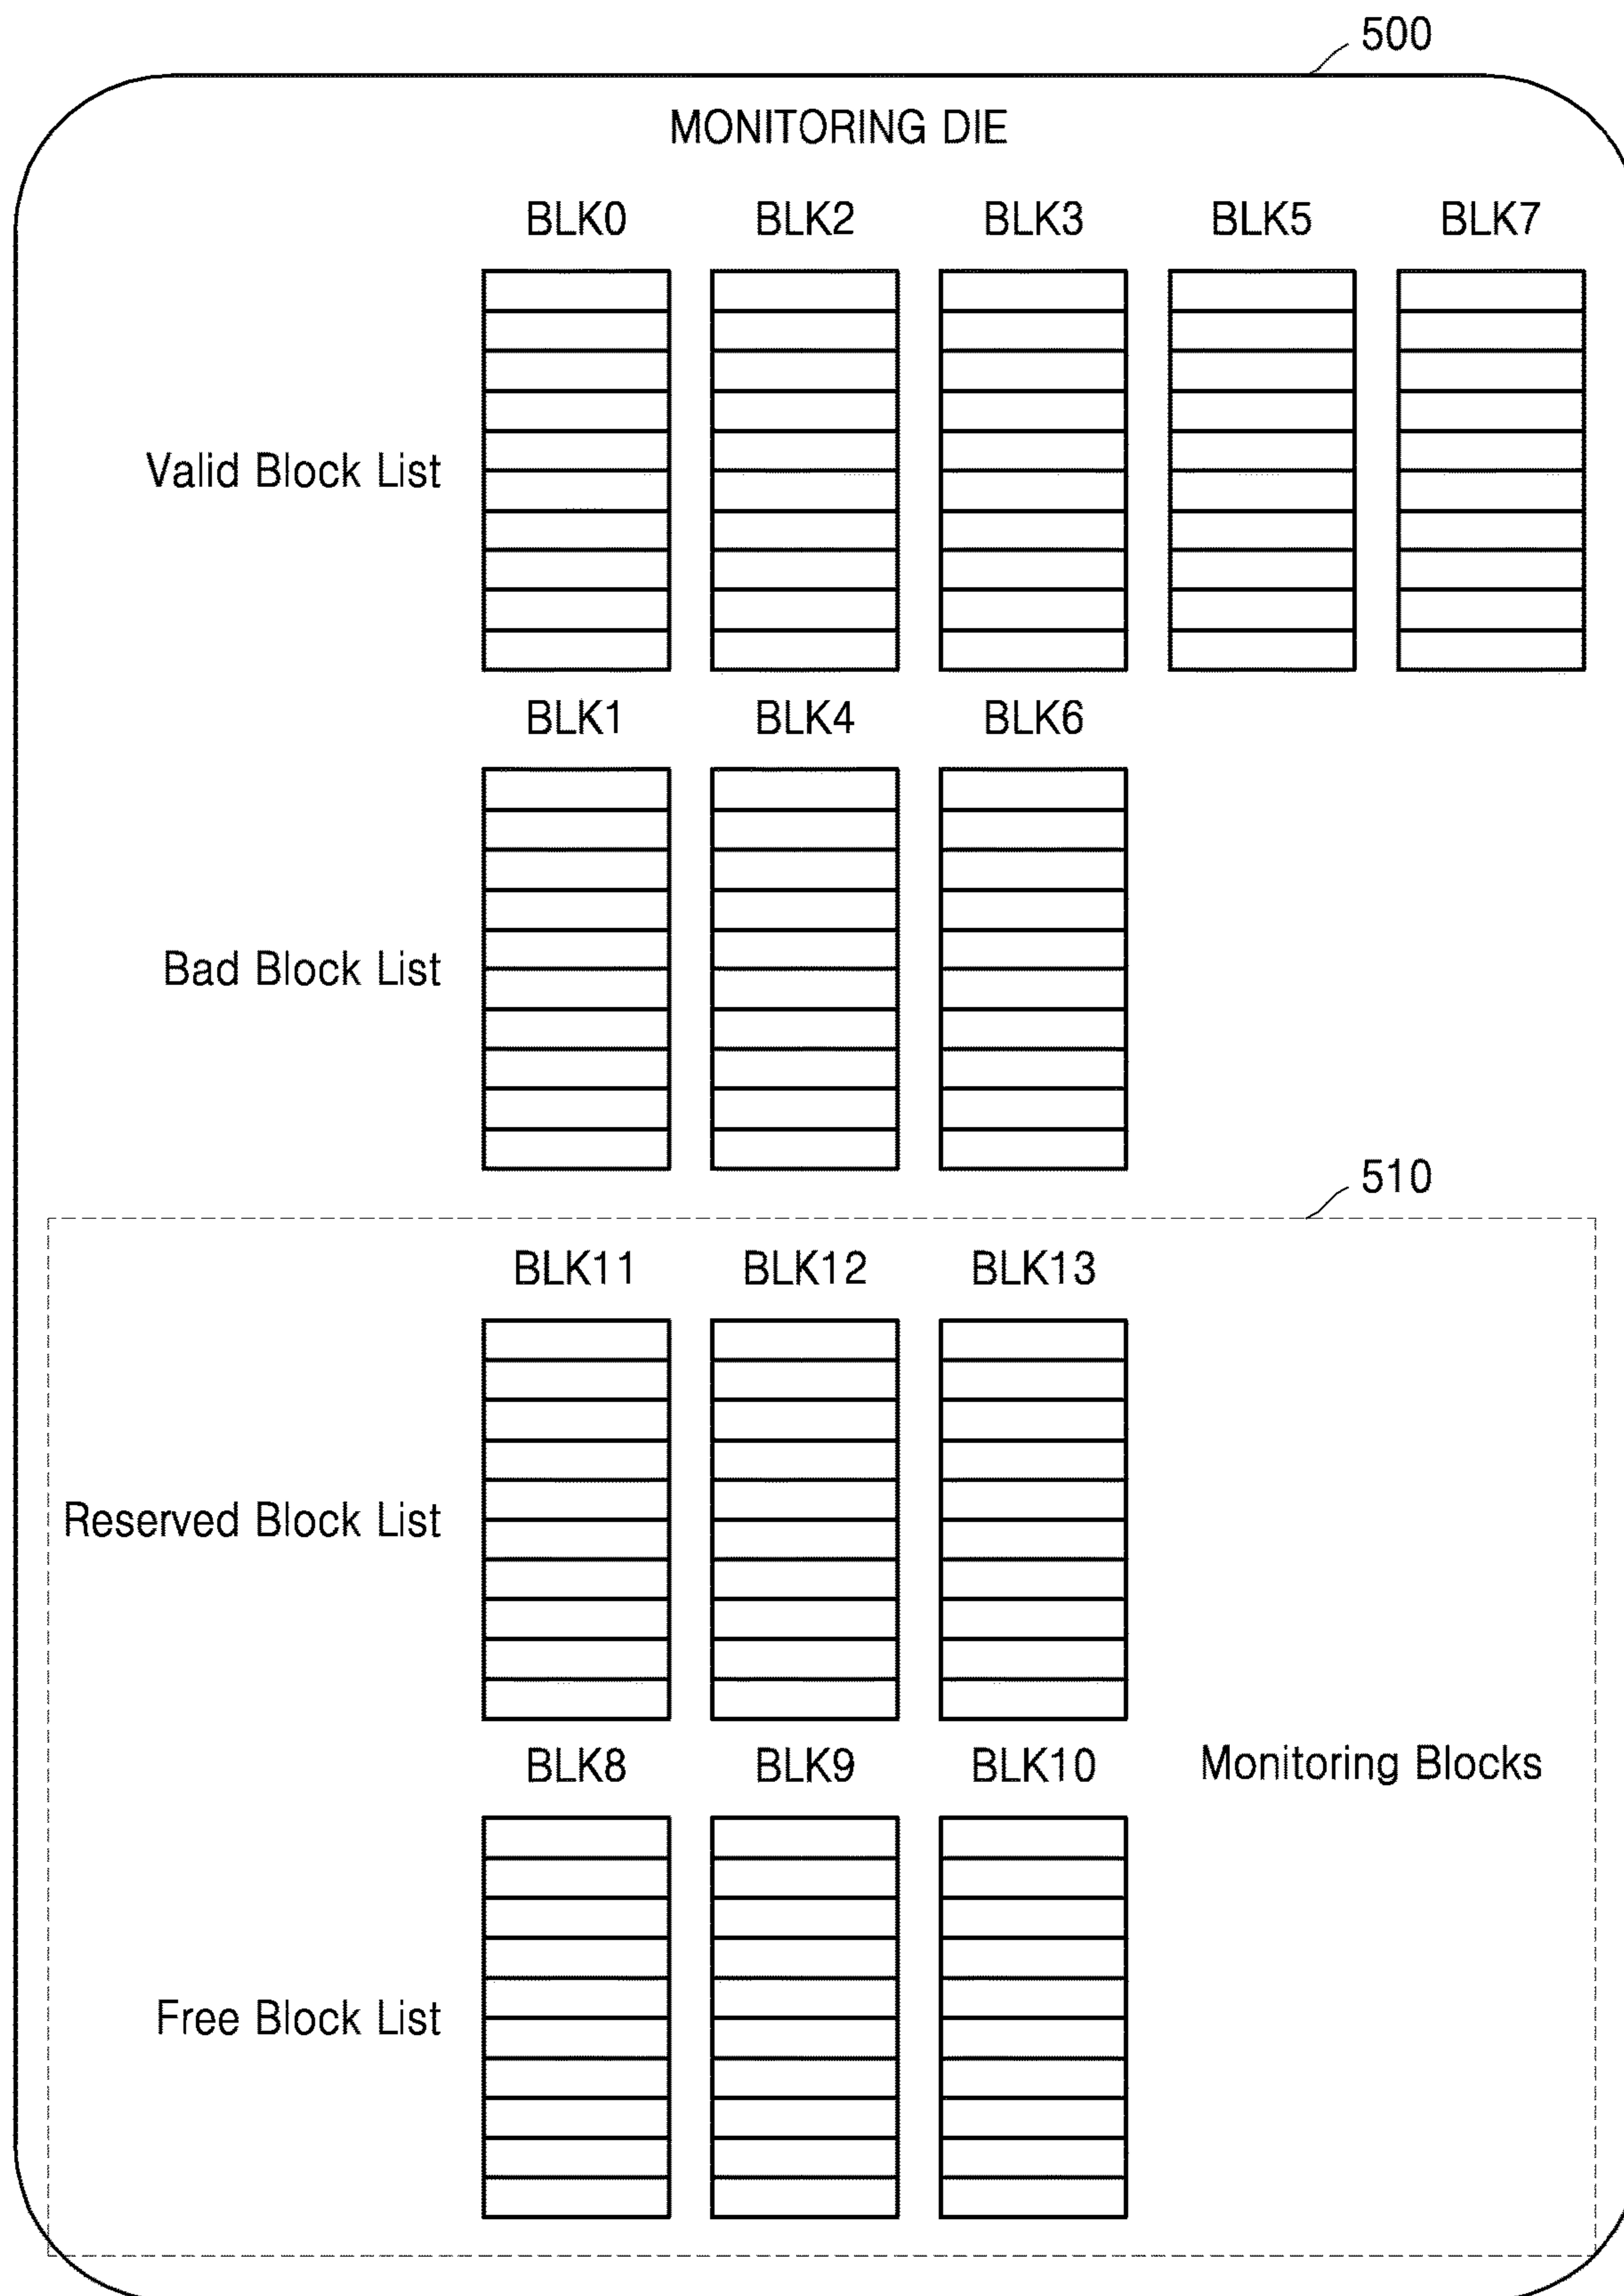 500
MONITORING DIE
BLK0 BLK2 BLK3 BLK5 BLK7
Valid Block List
BLK1 BLK4 BLK6
Bad Block List
510
BLK11 BLK12 BLK13
Reserved Block List
BLK8 BLK9 BLK10
Monitoring Blocks
Free Block List